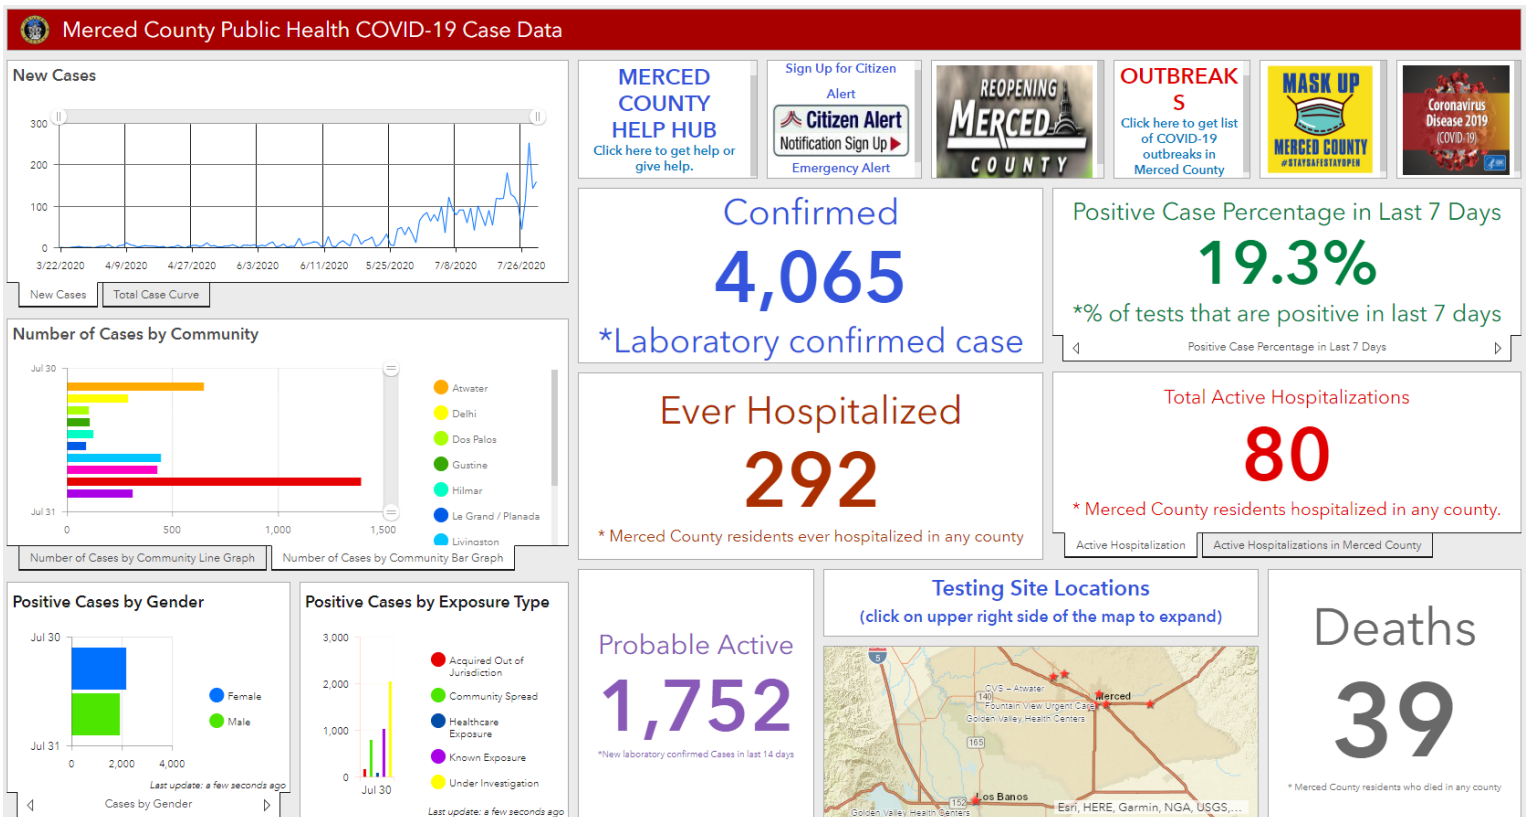 Merced County Public Health COVID-19 Case Data
New Cases
300
200
100
0
3/22/2020 4/9/2020 4/27/2020 6/3/2020 6/11/2020 5/25/2020 7/8/2020 7/26/2020
New Cases Total Case Curve
MERCED
COUNTY
HELP HUB
Click here to get help or
give help.
Sign Up for Citizen
Alert
Citizen Alert
Notification Sign Up
Emergency Alert
REOPENING
MERCED
COUNTY
OUTBREAK
S
Click here to get list
of COVID-19
outbreaks in
Merced County
MASK UP
MERCED COUNTY
#STAYSAFESTAYOPEN
Coronavirus
Disease 2019
(COVID-19)
Confirmed
4,065
*Laboratory confirmed case
Positive Case Percentage in Last 7 Days
19.3%
*% of tests that are positive in last 7 days
Positive Case Percentage in Last 7 Days
Number of Cases by Community
Jul 30
Jul 31
0 500 1,000 1,500
Atwater
Delhi
Dos Palos
Gustine
Hilmar
Le Grand / Planada
Livingston
Number of Cases by Community Line Graph Number of Cases by Community Bar Graph
Ever Hospitalized
292
* Merced County residents ever hospitalized in any county
Total Active Hospitalizations
80
* Merced County residents hospitalized in any county.
Active Hospitalization Active Hospitalizations in Merced County
Positive Cases by Gender
Jul 30
Jul 31
0 2,000 4,000
Female
Male
Last update: a few seconds ago
Cases by Gender
Positive Cases by Exposure Type
3,000
2,000
1,000
0
Jul 30
Acquired Out of
Jurisdiction
Community Spread
Healthcare
Exposure
Known Exposure
Under Investigation
Last update: a few seconds ago
Probable Active
1,752
*New laboratory confirmed Cases in last 14 days
Testing Site Locations
(click on upper right side of the map to expand)
5
CVS – Atwater
140
Merced
Fountain View Urgent Care
Golden Valley Health Centers
165
152
Los Banos
Golden Valley Health Centers
Esri, HERE, Garmin, NGA, USGS,...
Deaths
39
* Merced County residents who died in any county